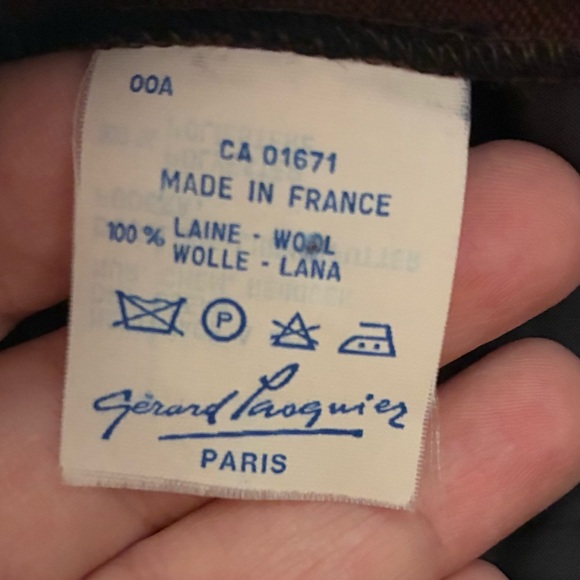 00A
CA 01671
MADE IN FRANCE
100% LAINE - WOOL
WOLLE - LANA
P
Gérard Pasquier
PARIS